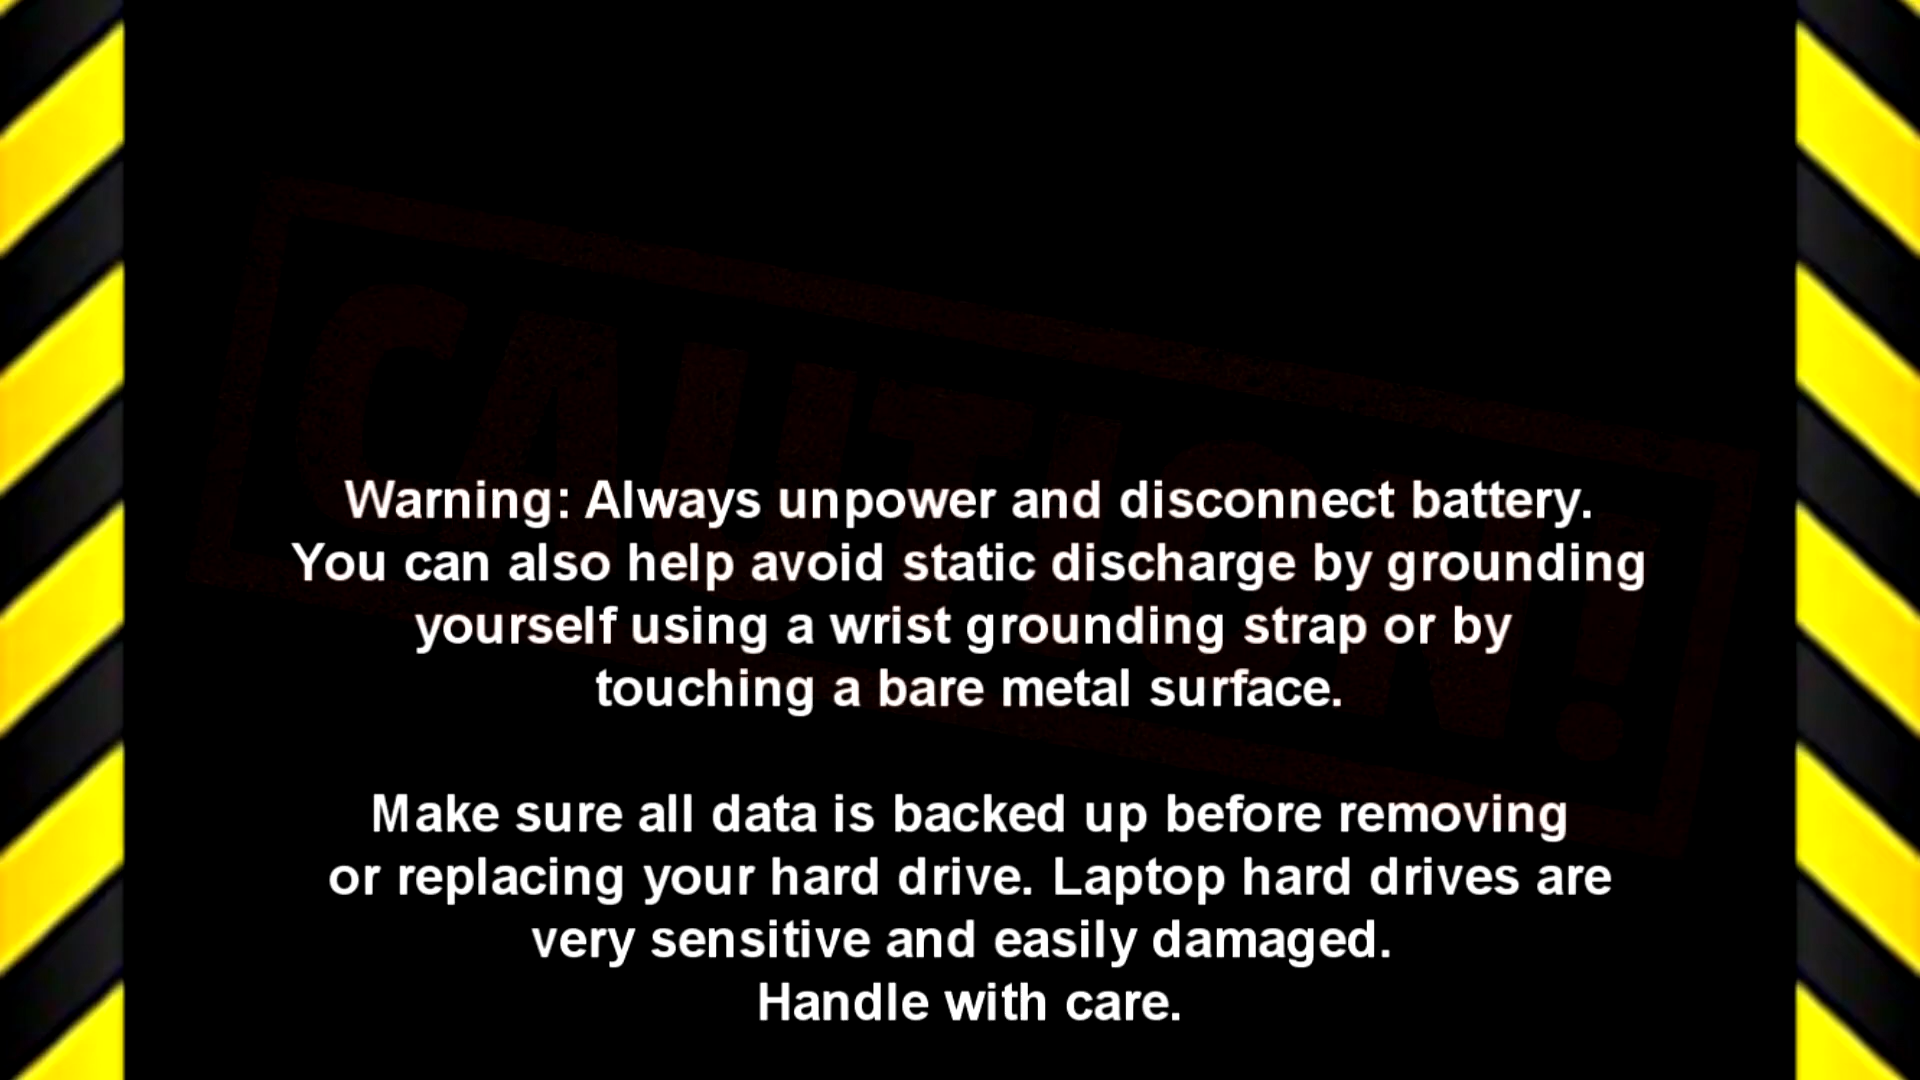 CAUTION!
Warning: Always unpower and disconnect battery.
You can also help avoid static discharge by grounding
yourself using a wrist grounding strap or by
touching a bare metal surface.
Make sure all data is backed up before removing
or replacing your hard drive. Laptop hard drives are
very sensitive and easily damaged.
Handle with care.